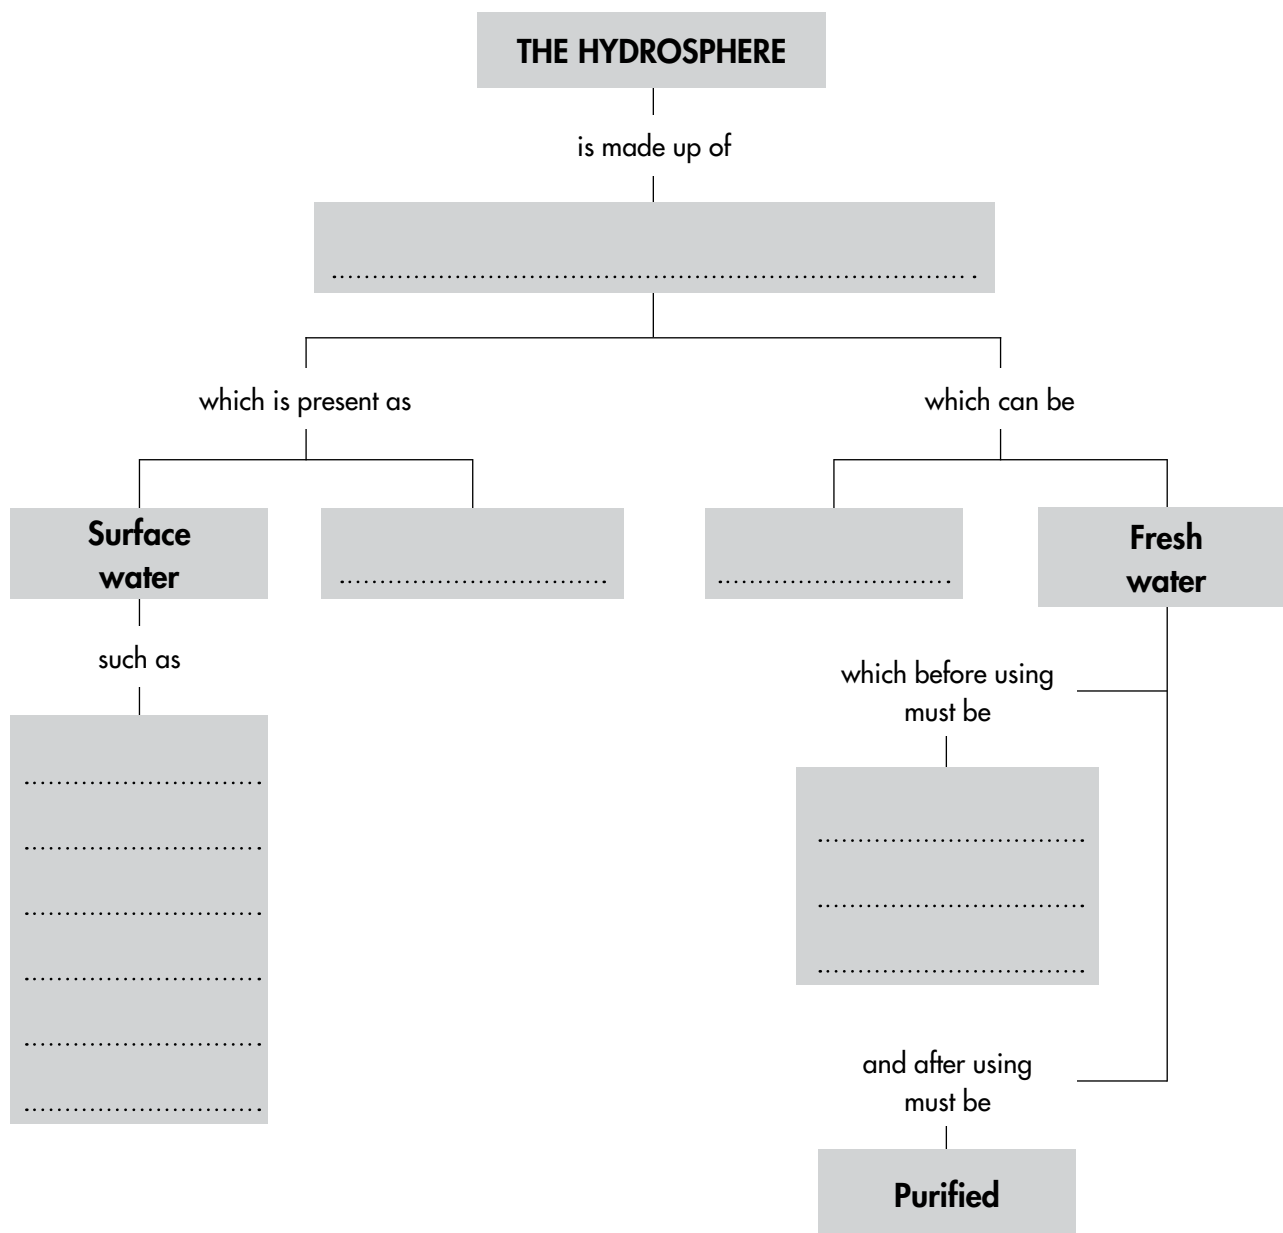 THE HYDROSPHERE
is made up of
which is present as
which can be
Surface
water
Fresh
water
such as
which before using
must be
and after using
must be
Purified